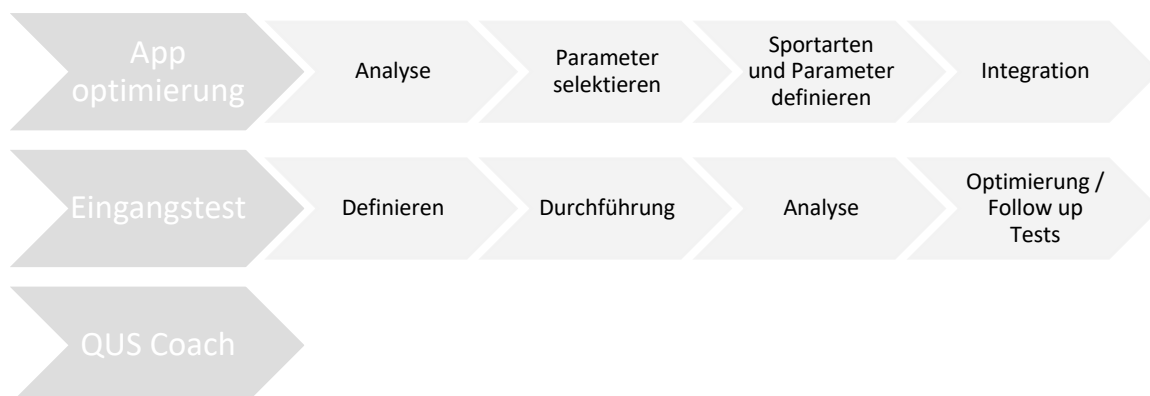 App
optimierung
Analyse
Parameter
selektieren
Sportarten
und Parameter
definieren
Integration
Eingangstest
Definieren
Durchführung
Analyse
Optimierung /
Follow up
Tests
QUS Coach